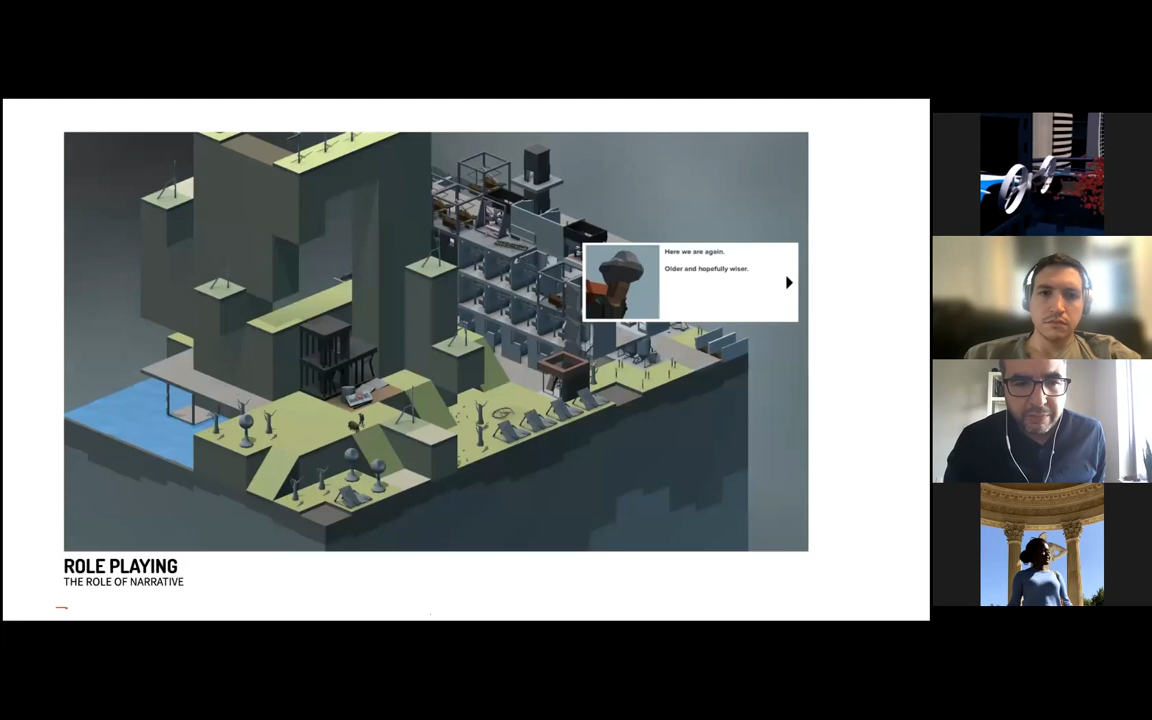 Here we are again.
Older and hopefully wiser.
ROLE PLAYING
THE ROLE OF NARRATIVE